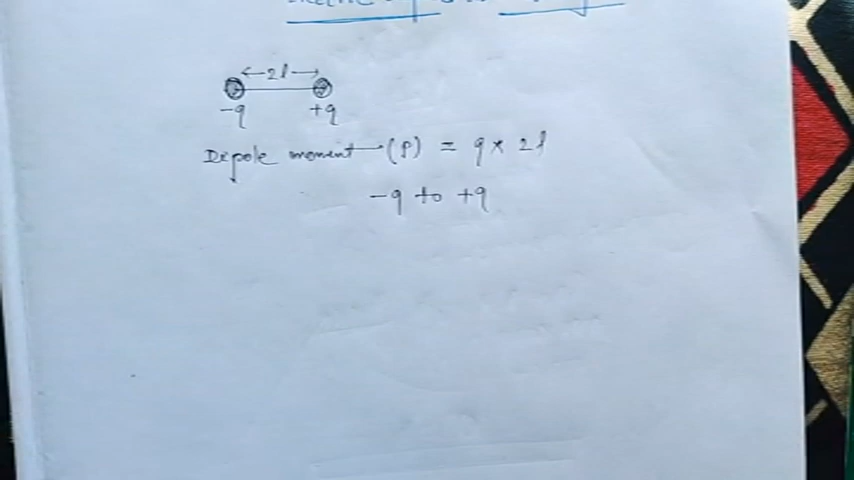 ←2l→
-q +q
Dipole moment→(P) = q × 2l
-q to +q